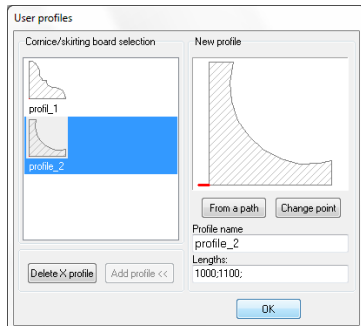 User profiles
Cornice/skirting board selection
profil_1
profile_2
Delete X profile
Add profile <<
New profile
From a path
Change point
Profile name
profile_2
Lengths:
1000;1100;
OK